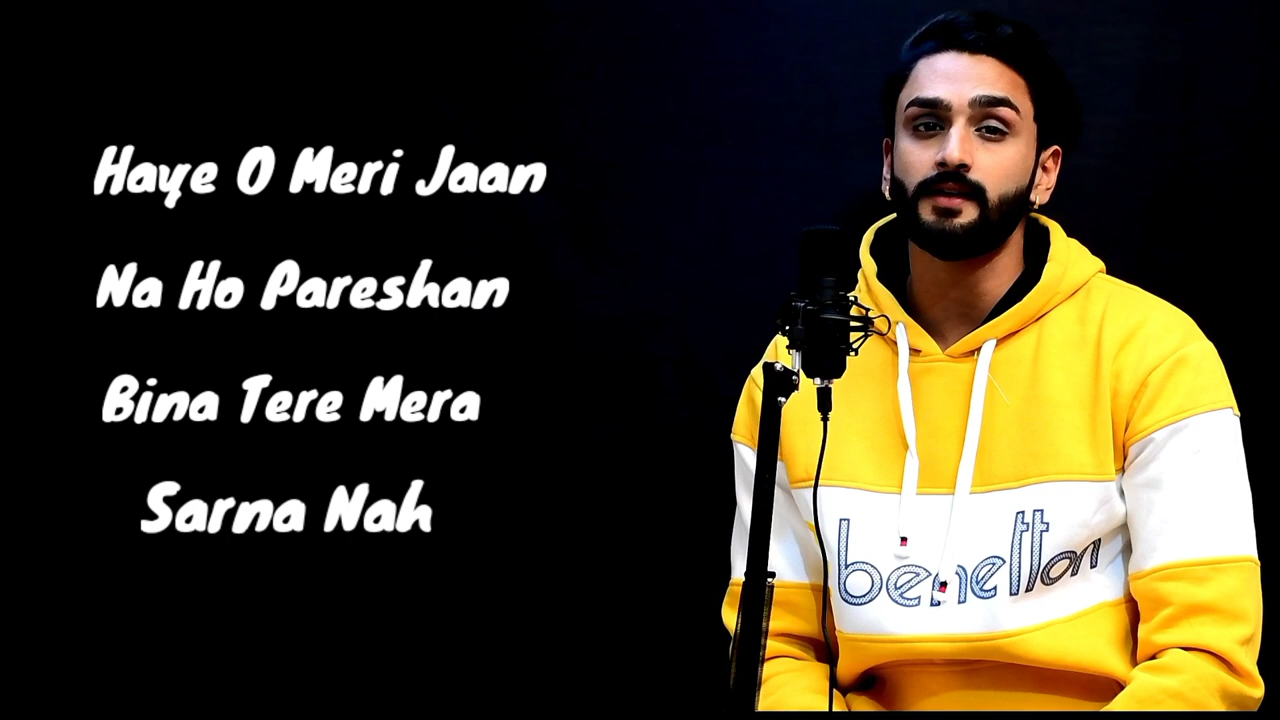 Haye O Meri Jaan
Na Ho Pareshan
Bina Tere Mera
Sarna Nah
benetton